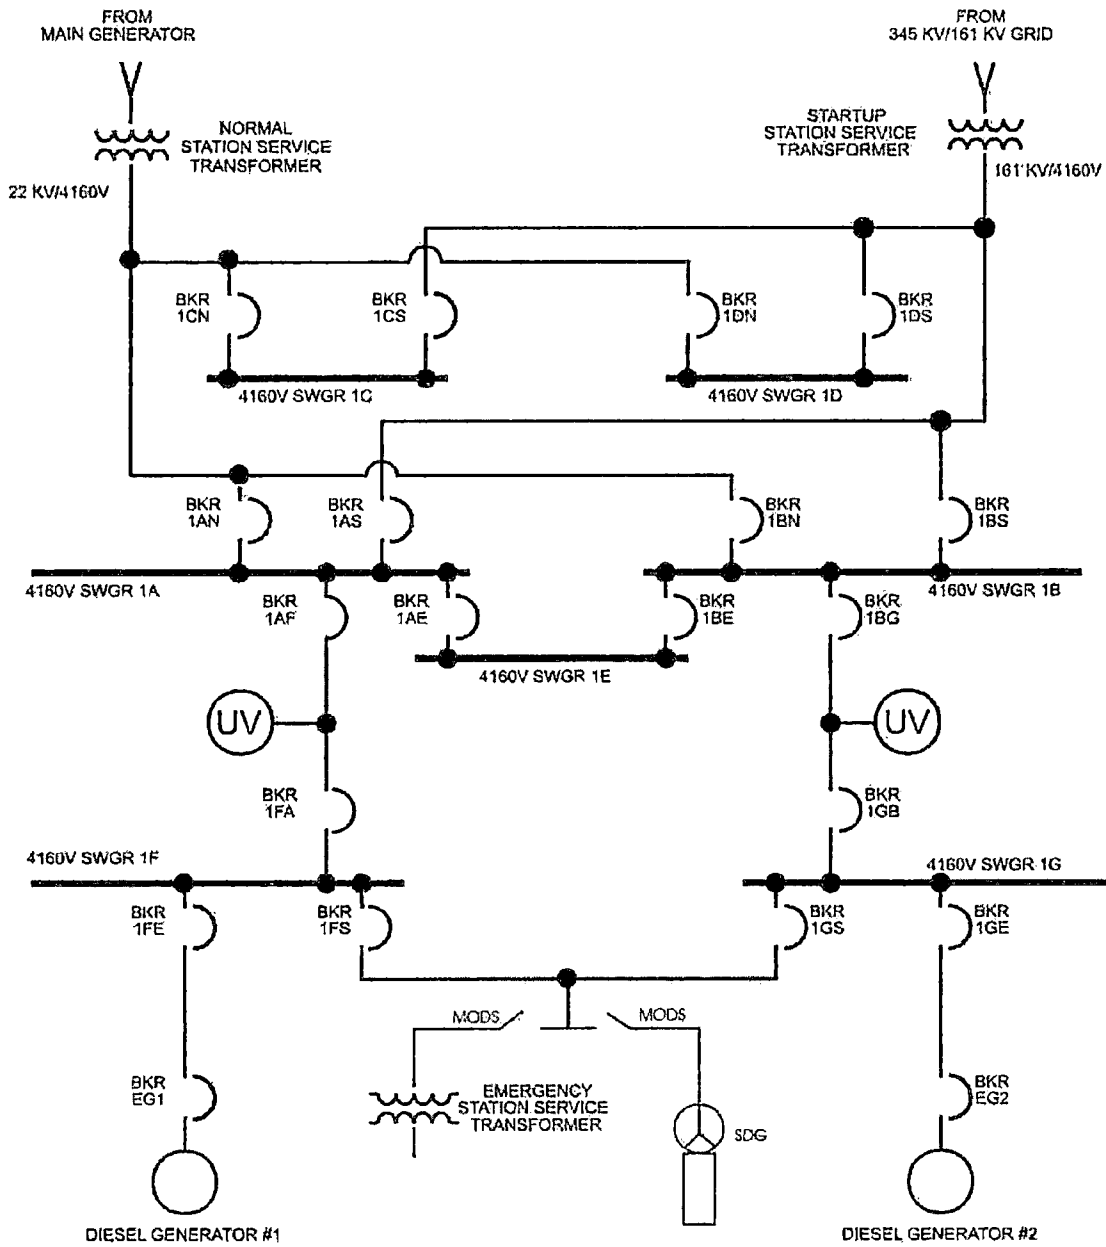 FROM
MAIN GENERATOR
FROM
345 KV/161 KV GRID
NORMAL
STATION SERVICE
TRANSFORMER
STARTUP
STATION SERVICE
TRANSFORMER
22 KV/4160V
161 KV/4160V
BKR
1CN
BKR
1CS
BKR
1DN
BKR
1DS
4160V SWGR 1C
4160V SWGR 1D
BKR
1AN
BKR
1AS
BKR
1BN
BKR
1BS
4160V SWGR 1A
4160V SWGR 1B
BKR
1AF
BKR
1AE
BKR
1BE
BKR
1BG
4160V SWGR 1E
UV
UV
BKR
1FA
BKR
1GB
4160V SWGR 1F
4160V SWGR 1G
BKR
1FE
BKR
1FS
BKR
1GS
BKR
1GE
MODS
MODS
BKR
EG1
EMERGENCY
STATION SERVICE
TRANSFORMER
SDG
BKR
EG2
DIESEL GENERATOR #1
DIESEL GENERATOR #2